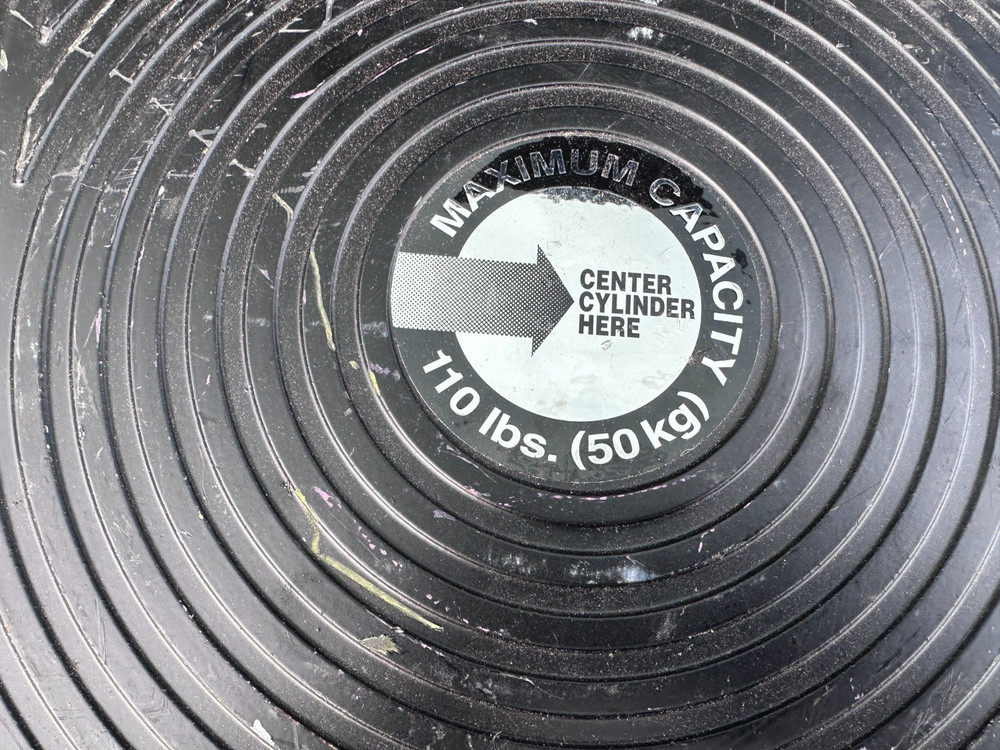 MAXIMUM CAPACITY
CENTER
CYLINDER
HERE
110 lbs. (50 kg)